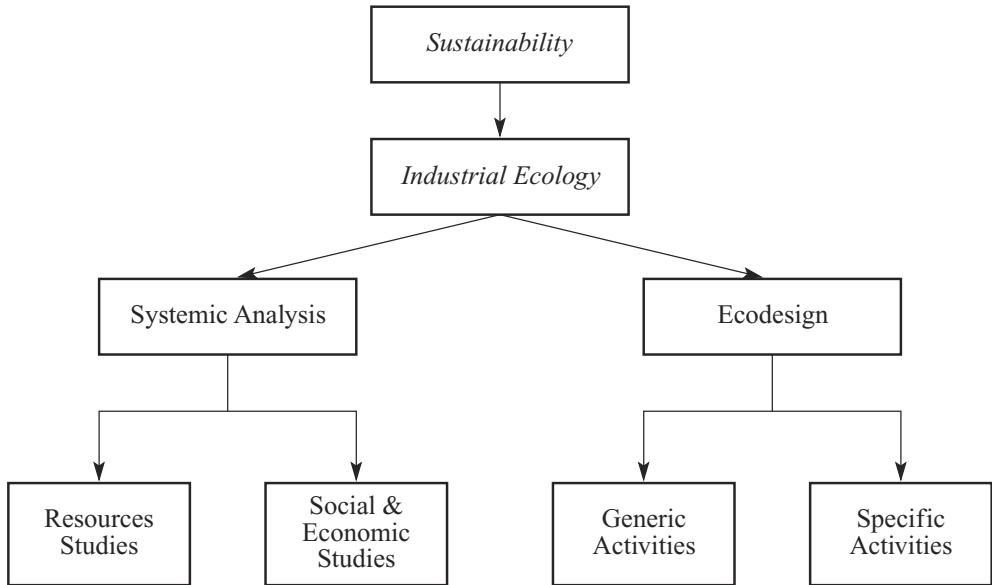 Sustainability
Industrial Ecology
Systemic Analysis
Ecodesign
Resources
Studies
Social &
Economic
Studies
Generic
Activities
Specific
Activities